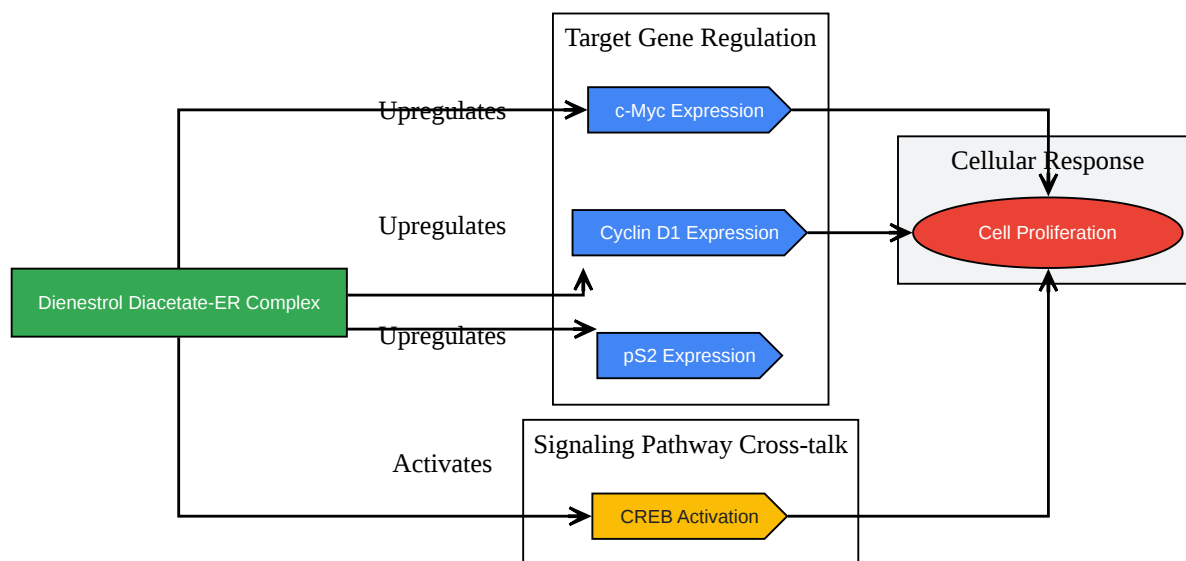 Target Gene Regulation
Upregulates
c-Myc Expression
Cellular Response
Upregulates
Cyclin D1 Expression
Cell Proliferation
Dienestrol Diacetate-ER Complex
Upregulates
pS2 Expression
Signaling Pathway Cross-talk
Activates
CREB Activation